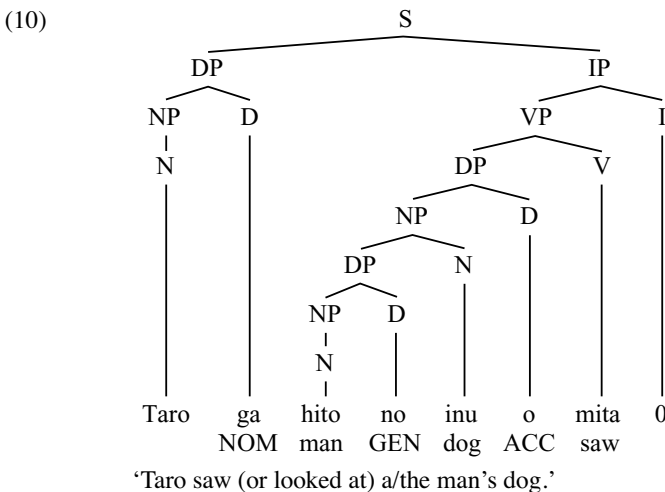 (10) S
DP IP
NP D VP I
N DP V
NP D
DP N
NP D
N
Taro ga hito no inu o mita 0
NOM man GEN dog ACC saw
‘Taro saw (or looked at) a/the man’s dog.’